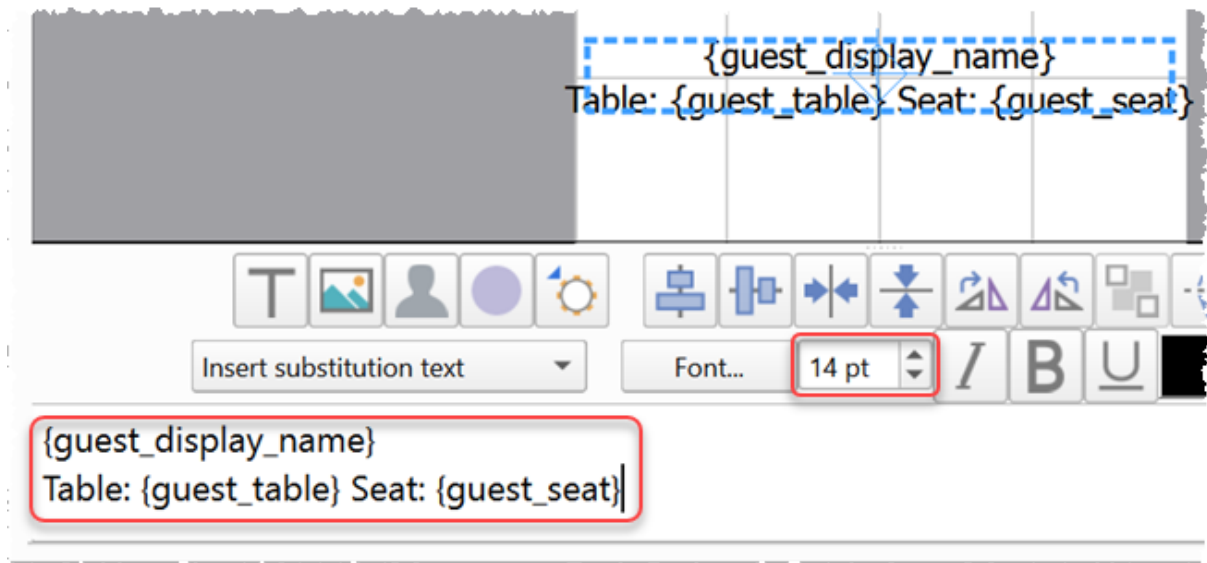 {guest_display_name}
Table: {guest_table} Seat: {guest_seat}
Insert substitution text
Font...
14 pt
I
B
U
{guest_display_name}
Table: {guest_table} Seat: {guest_seat}